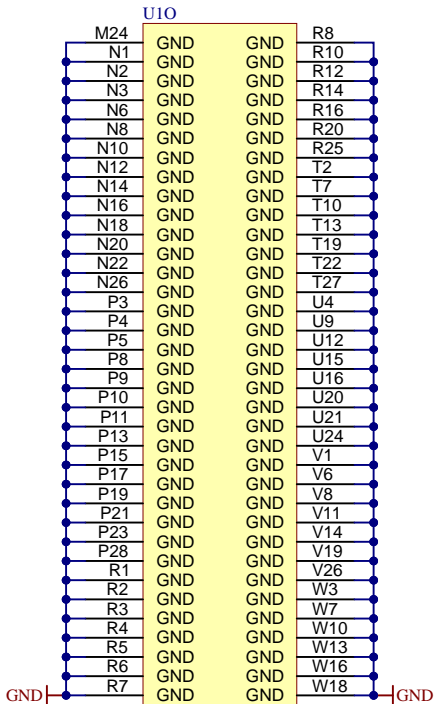 U1O
M24 GND GND R8
N1 GND GND R10
N2 GND GND R12
N3 GND GND R14
N6 GND GND R16
N8 GND GND R20
N10 GND GND R25
N12 GND GND T2
N14 GND GND T7
N16 GND GND T10
N18 GND GND T13
N20 GND GND T19
N22 GND GND T22
N26 GND GND T27
P3 GND GND U4
P4 GND GND U9
P5 GND GND U12
P8 GND GND U15
P9 GND GND U16
P10 GND GND U20
P11 GND GND U21
P13 GND GND U24
P15 GND GND V1
P17 GND GND V6
P19 GND GND V8
P21 GND GND V11
P23 GND GND V14
P28 GND GND V19
R1 GND GND V26
R2 GND GND W3
R3 GND GND W7
R4 GND GND W10
R5 GND GND W13
R6 GND GND W16
GND R7 GND GND W18 GND